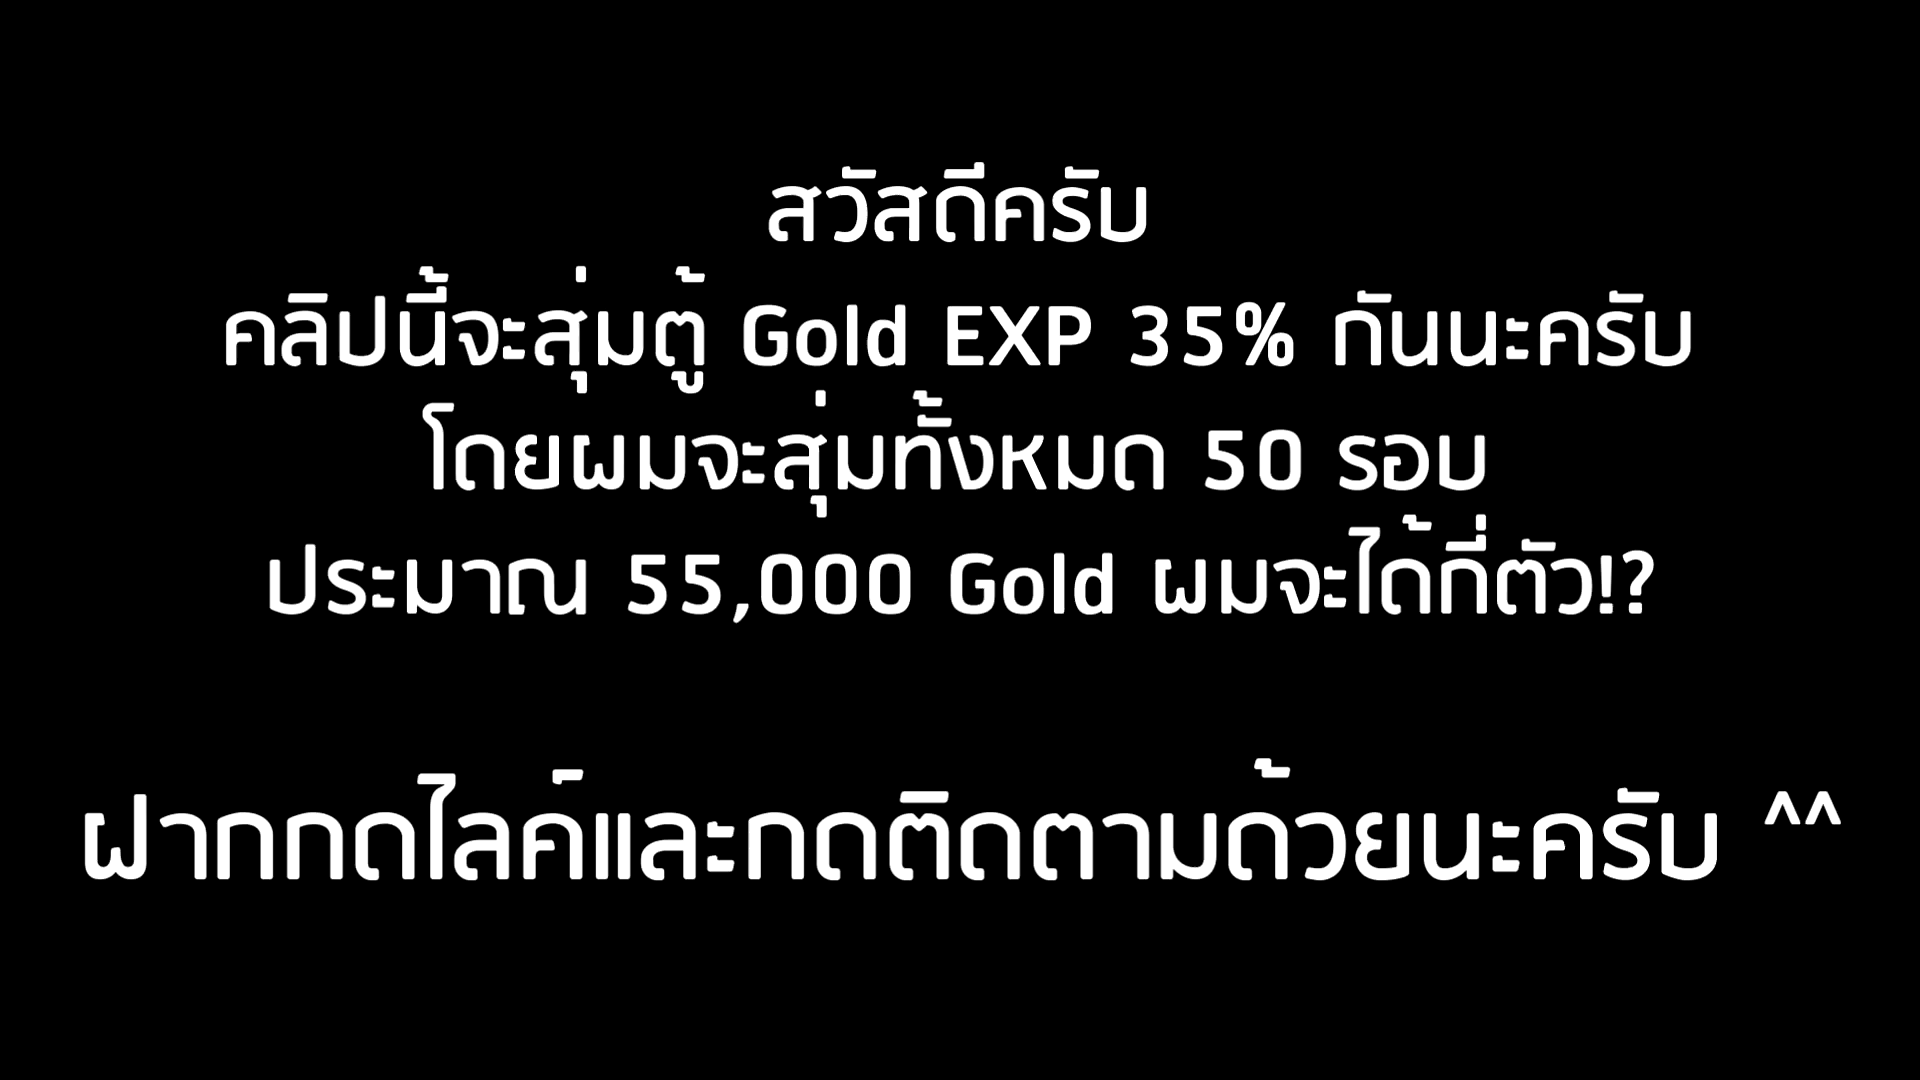 สวัสดีครับ
คลิปนี้จะสุ่มตู้ Gold EXP 35% กันนะครับ
โดยผมจะสุ่มทั้งหมด 50 รอบ
ประมาณ 55,000 Gold ผมจะได้กี่ตัว!?
ฝากกดไลค์และกดติดตามด้วยนะครับ ^^